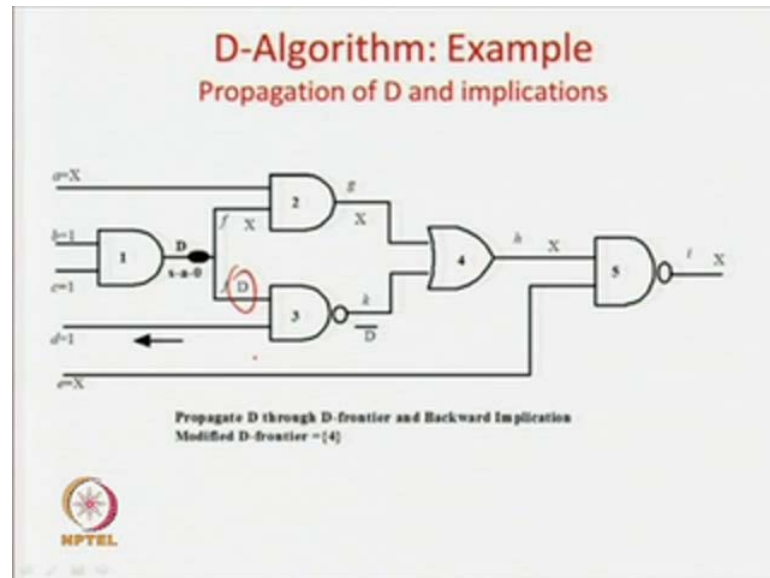 D-Algorithm: Example
Propagation of D and implications
a=X
g
2
f X
X
b=1
D
h X
1
4
i X
5
s-a-0
c=1
D
k
3
D
d=1
e=X
Propagate D through D-frontier and Backward Implication
Modified D-frontier ={4}
NPTEL